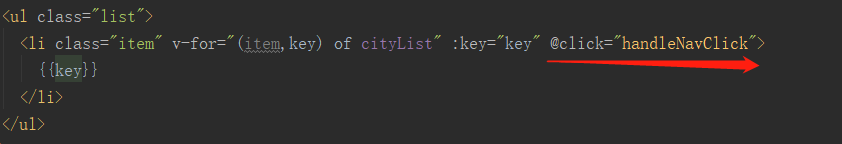 <ul class="list">
<li class="item" v-for="(item,key) of cityList" :key="key" @click="handleNavClick">
{{key}}
</li>
</ul>